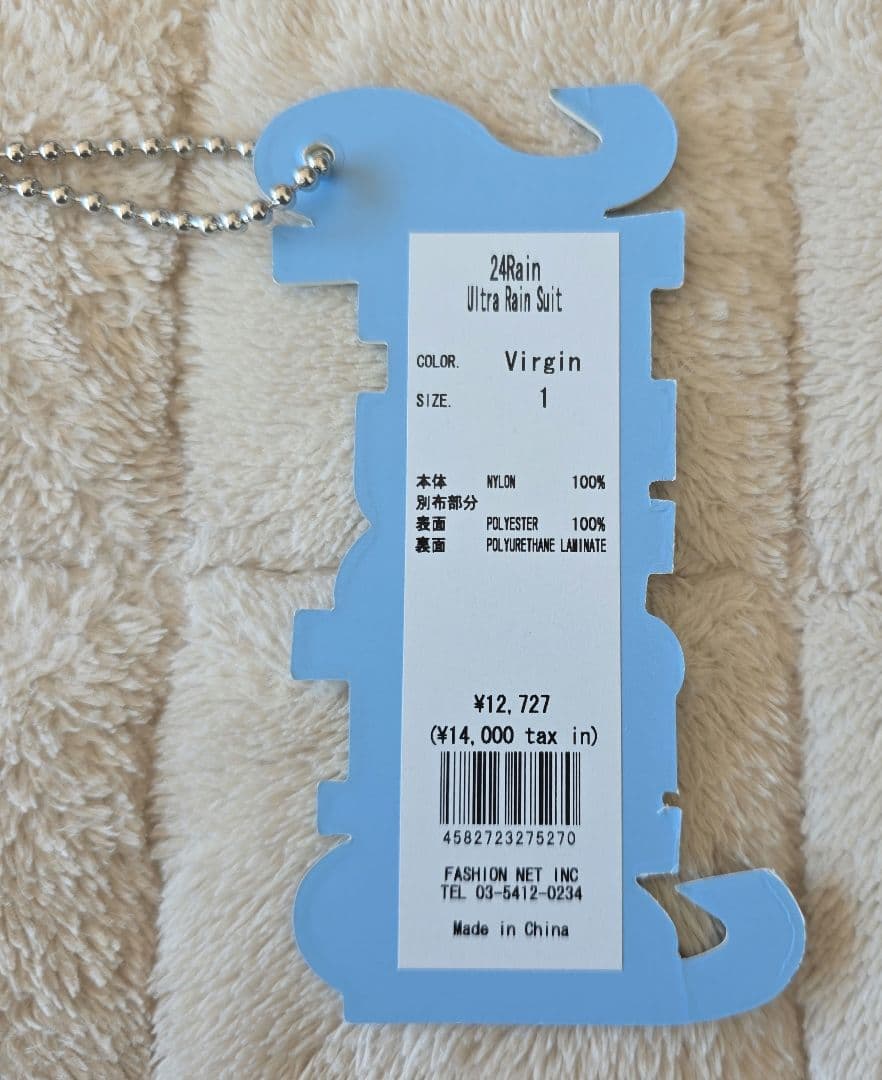 24Rain
Ultra Rain Suit
COLOR. Virgin
SIZE. 1
本体 NYLON 100%
別布部分
表面 POLYESTER 100%
裏面 POLYURETHANE LAMINATE
¥12,727
(¥14,000 tax in)
4582723275270
FASHION NET INC
TEL 03-5412-0234
Made in China